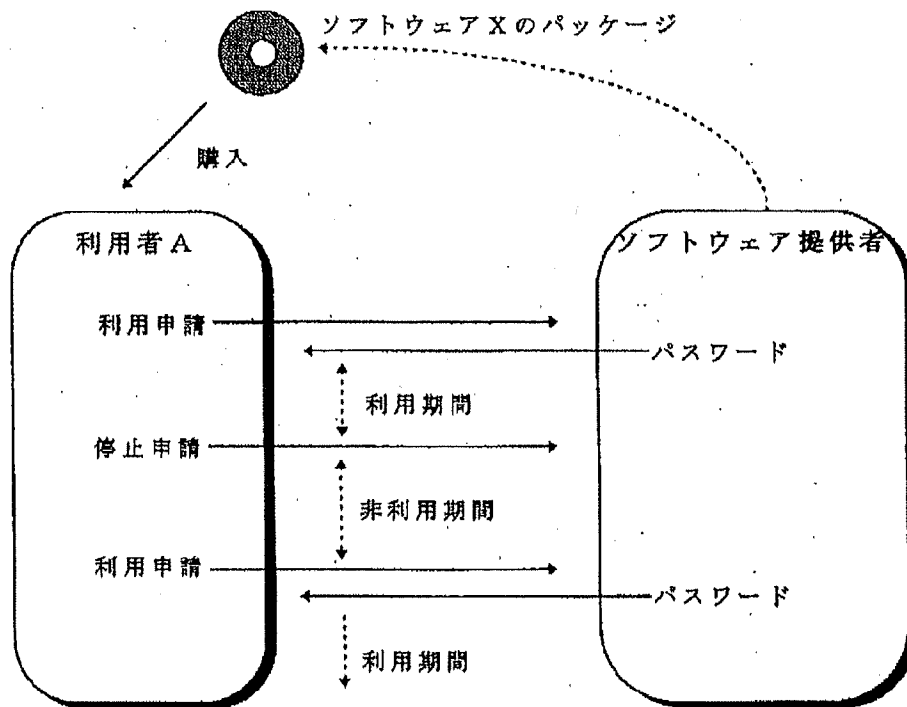 ソフトウェアXのパッケージ
購入
利用者A
ソフトウェア提供者
利用申請
パスワード
利用期間
停止申請
非利用期間
利用申請
パスワード
利用期間